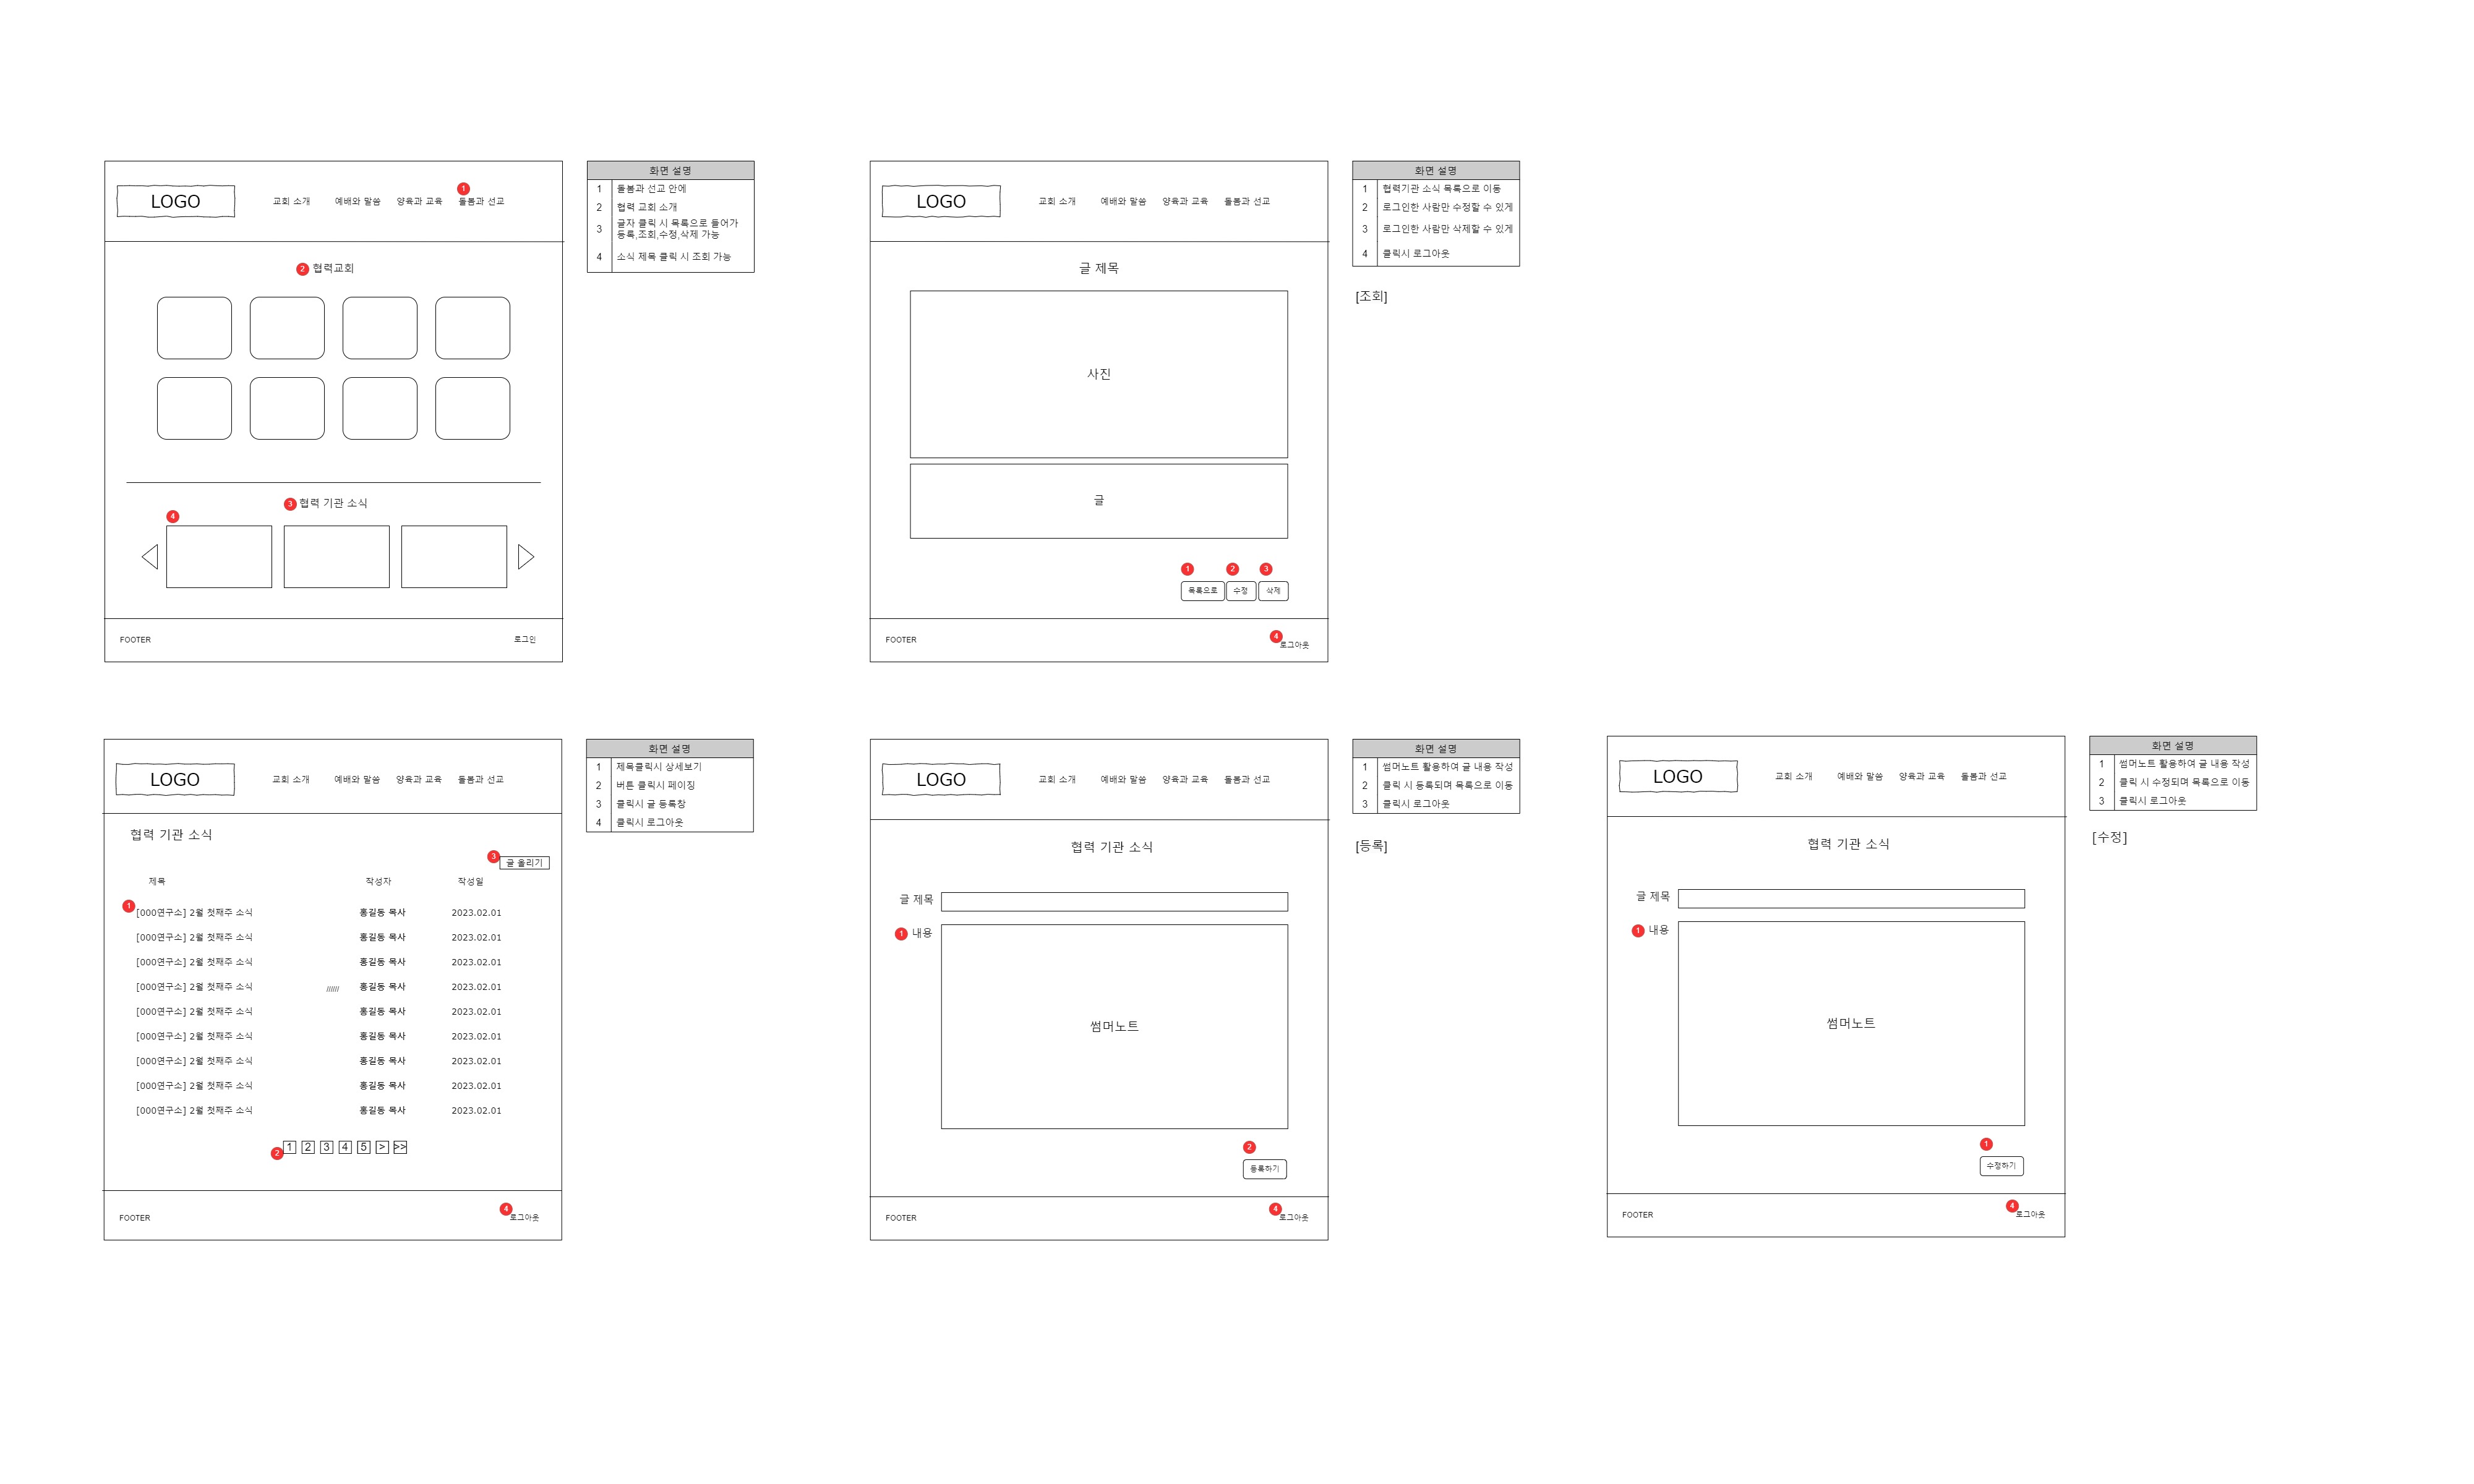 LOGO
교회 소개 예배와 말씀 양육과 교육 돌봄과 선교
1
2 협력교회
3 협력 기관 소식
4
FOOTER 로그인
화면 설명
1 돌봄과 선교 안에
2 협력 교회 소개
3 글자 클릭 시 목록으로 들어가
등록,조회,수정,삭제 가능
4 소식 제목 클릭 시 조회 가능
LOGO
교회 소개 예배와 말씀 양육과 교육 돌봄과 선교
글 제목
사진
글
1 2 3
목록으로 수정 삭제
4
FOOTER 로그아웃
화면 설명
1 협력기관 소식 목록으로 이동
2 로그인한 사람만 수정할 수 있게
3 로그인한 사람만 삭제할 수 있게
4 클릭시 로그아웃
[조회]
LOGO
교회 소개 예배와 말씀 양육과 교육 돌봄과 선교
협력 기관 소식
3 글 올리기
제목 작성자 작성일
1
[000연구소] 2월 첫째주 소식 홍길동 목사 2023.02.01
[000연구소] 2월 첫째주 소식 홍길동 목사 2023.02.01
[000연구소] 2월 첫째주 소식 홍길동 목사 2023.02.01
[000연구소] 2월 첫째주 소식 ////// 홍길동 목사 2023.02.01
[000연구소] 2월 첫째주 소식 홍길동 목사 2023.02.01
[000연구소] 2월 첫째주 소식 홍길동 목사 2023.02.01
[000연구소] 2월 첫째주 소식 홍길동 목사 2023.02.01
[000연구소] 2월 첫째주 소식 홍길동 목사 2023.02.01
[000연구소] 2월 첫째주 소식 홍길동 목사 2023.02.01
2 1 2 3 4 5 > >>
4
FOOTER 로그아웃
화면 설명
1 제목클릭시 상세보기
2 버튼 클릭시 페이징
3 클릭시 글 등록창
4 클릭시 로그아웃
LOGO
교회 소개 예배와 말씀 양육과 교육 돌봄과 선교
협력 기관 소식
글 제목
1 내용
썸머노트
2
등록하기
4
FOOTER 로그아웃
화면 설명
1 썸머노트 활용하여 글 내용 작성
2 클릭 시 등록되며 목록으로 이동
3 클릭시 로그아웃
[등록]
LOGO
교회 소개 예배와 말씀 양육과 교육 돌봄과 선교
협력 기관 소식
글 제목
1 내용
썸머노트
1
수정하기
4
FOOTER 로그아웃
화면 설명
1 썸머노트 활용하여 글 내용 작성
2 클릭 시 수정되며 목록으로 이동
3 클릭시 로그아웃
[수정]